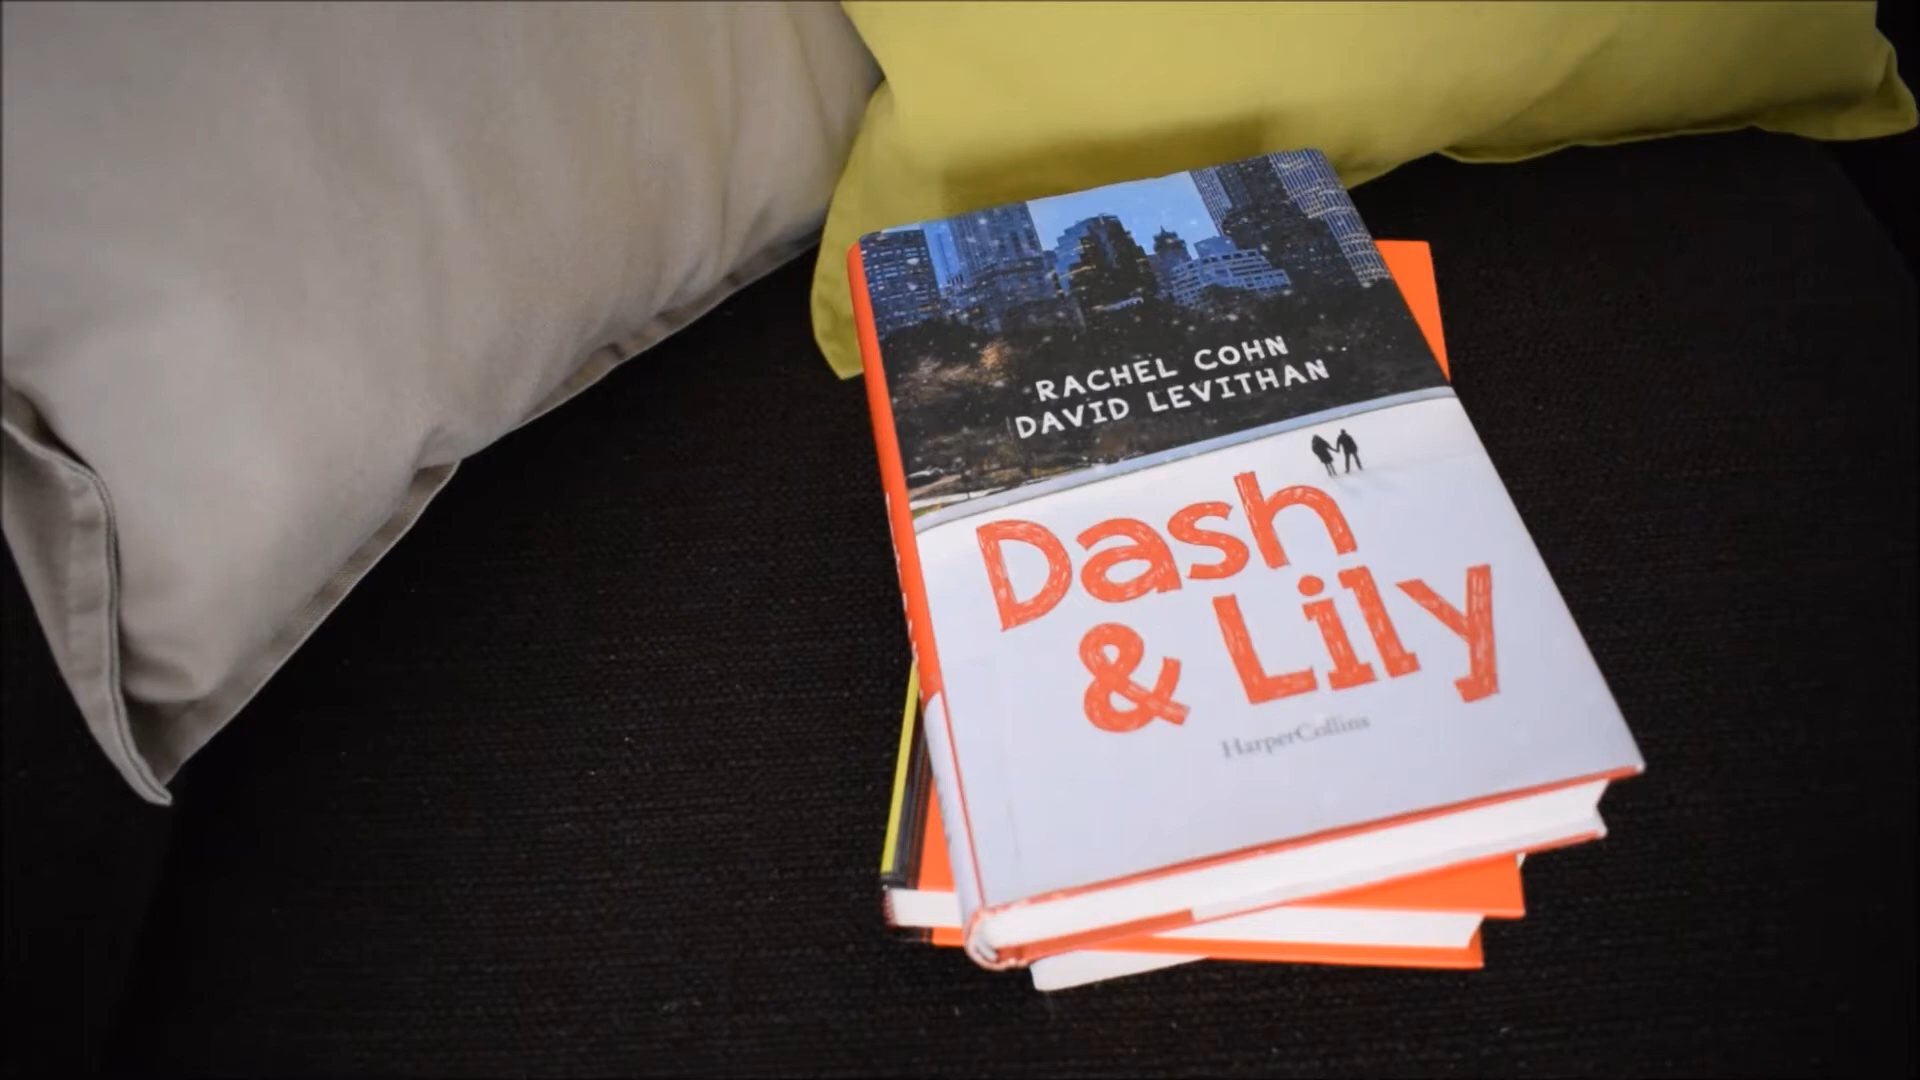 RACHEL COHN
DAVID LEVITHAN
Dash
& Lily
HarperCollins